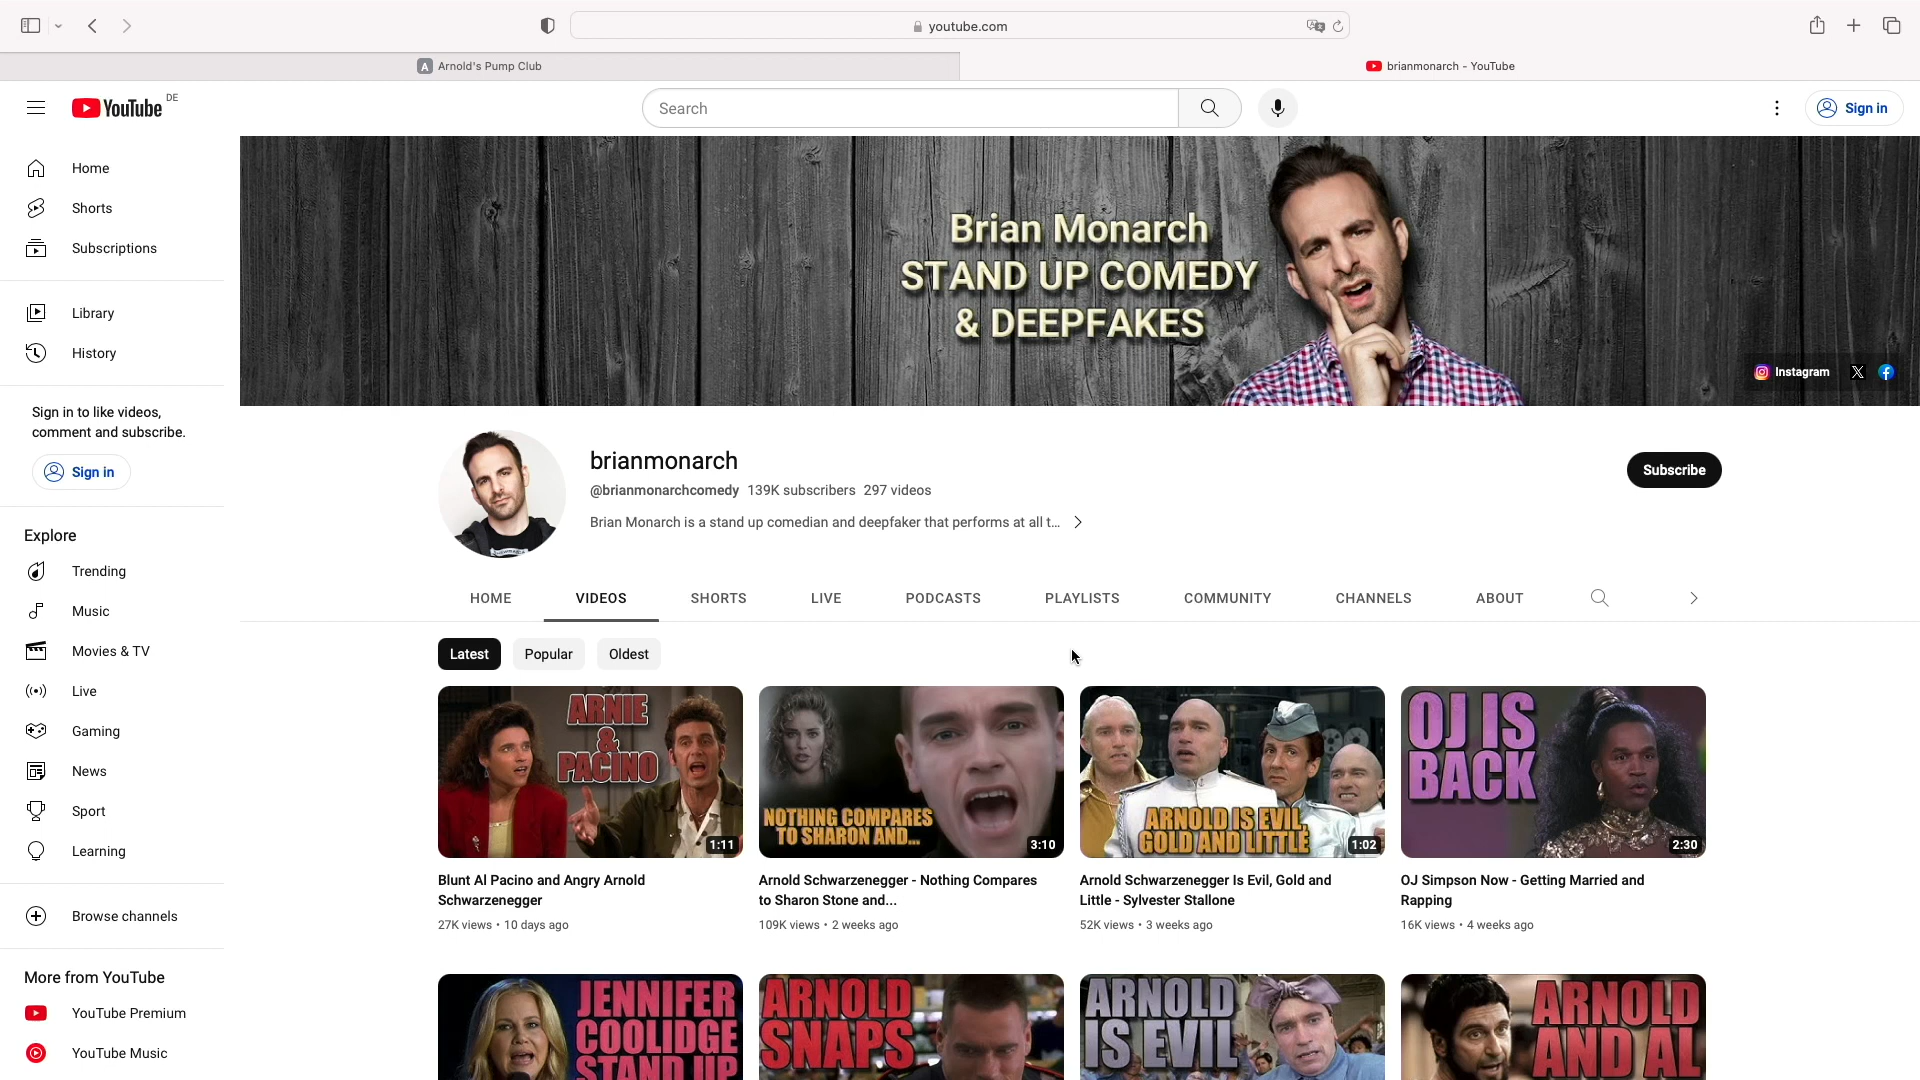 youtube.com
A Arnold's Pump Club
brianmonarch - YouTube
YouTube DE
Search
Sign in
Home
Shorts
Subscriptions
Library
History
Sign in to like videos,
comment and subscribe.
Sign in
Explore
Trending
Music
Movies & TV
Live
Gaming
News
Sport
Learning
Browse channels
More from YouTube
YouTube Premium
YouTube Music
Brian Monarch
STAND UP COMEDY
& DEEPFAKES
Instagram
brianmonarch
@brianmonarchcomedy 139K subscribers 297 videos
Brian Monarch is a stand up comedian and deepfaker that performs at all t...
Subscribe
HOME VIDEOS SHORTS LIVE PODCASTS PLAYLISTS COMMUNITY CHANNELS ABOUT
Latest Popular Oldest
ARNIE
&
PACINO
1:11
Blunt Al Pacino and Angry Arnold
Schwarzenegger
27K views • 10 days ago
NOTHING COMPARES
TO SHARON AND...
3:10
Arnold Schwarzenegger - Nothing Compares
to Sharon Stone and...
109K views • 2 weeks ago
ARNOLD IS EVIL,
GOLD AND LITTLE
1:02
Arnold Schwarzenegger Is Evil, Gold and
Little - Sylvester Stallone
52K views • 3 weeks ago
OJ IS
BACK
2:30
OJ Simpson Now - Getting Married and
Rapping
16K views • 4 weeks ago
JENNIFER
COOLIDGE
STAND UP
ARNOLD
SNAPS
ARNOLD
IS EVIL
ARNOLD
AND AL